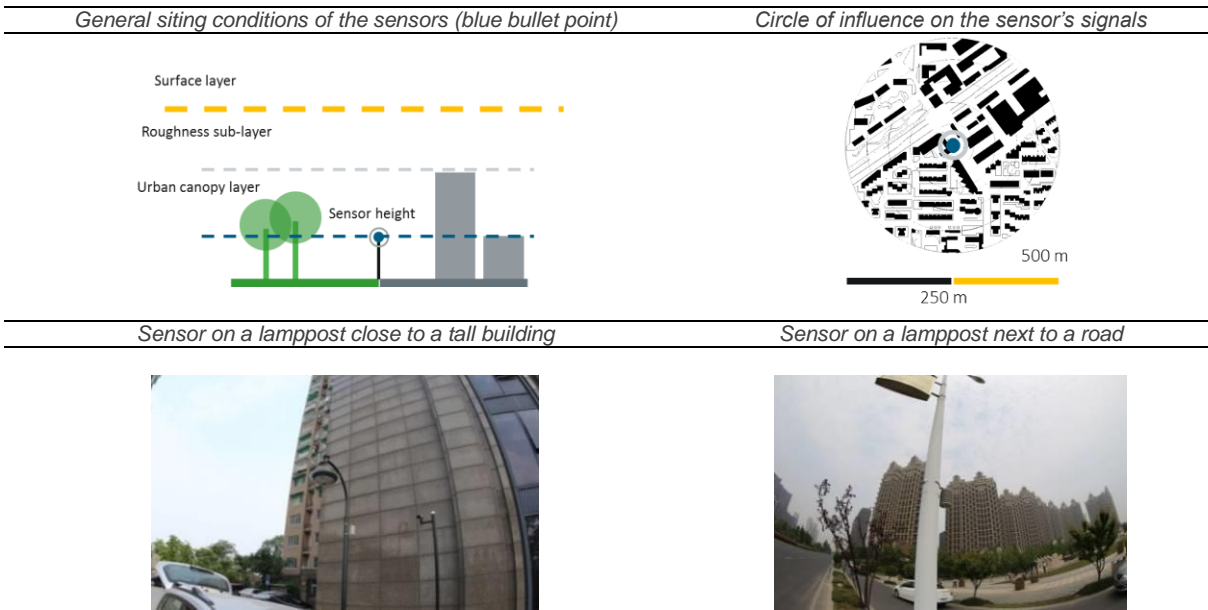 General siting conditions of the sensors (blue bullet point)
Circle of influence on the sensor's signals
Surface layer
Roughness sub-layer
Urban canopy layer
Sensor height
500 m
250 m
Sensor on a lamppost close to a tall building
Sensor on a lamppost next to a road